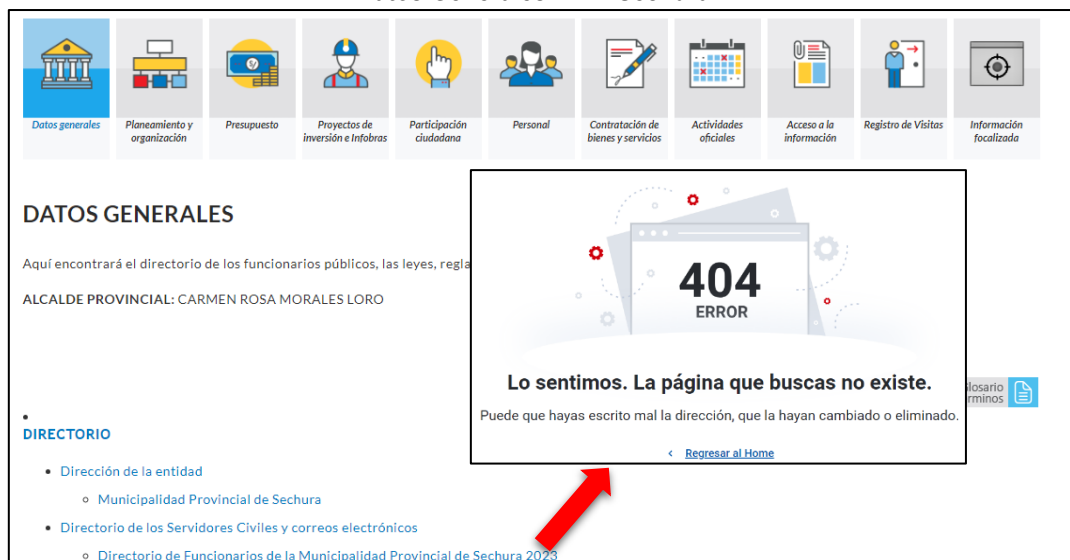 Datos generales
Planeamiento y
organización
Presupuesto
Proyectos de
inversión e Infobras
Participación
ciudadana
Personal
Contratación de
bienes y servicios
Actividades
oficiales
Acceso a la
información
Registro de Visitas
Información
focalizada
DATOS GENERALES
Aquí encontrará el directorio de los funcionarios públicos, las leyes, regla
ALCALDE PROVINCIAL: CARMEN ROSA MORALES LORO
404
ERROR
Lo sentimos. La página que buscas no existe.
Puede que hayas escrito mal la dirección, que la hayan cambiado o eliminado.
‹ Regresar al Home
losario
rminos
DIRECTORIO
• Dirección de la entidad
◦ Municipalidad Provincial de Sechura
• Directorio de los Servidores Civiles y correos electrónicos
◦ Directorio de Funcionarios de la Municipalidad Provincial de Sechura 2023